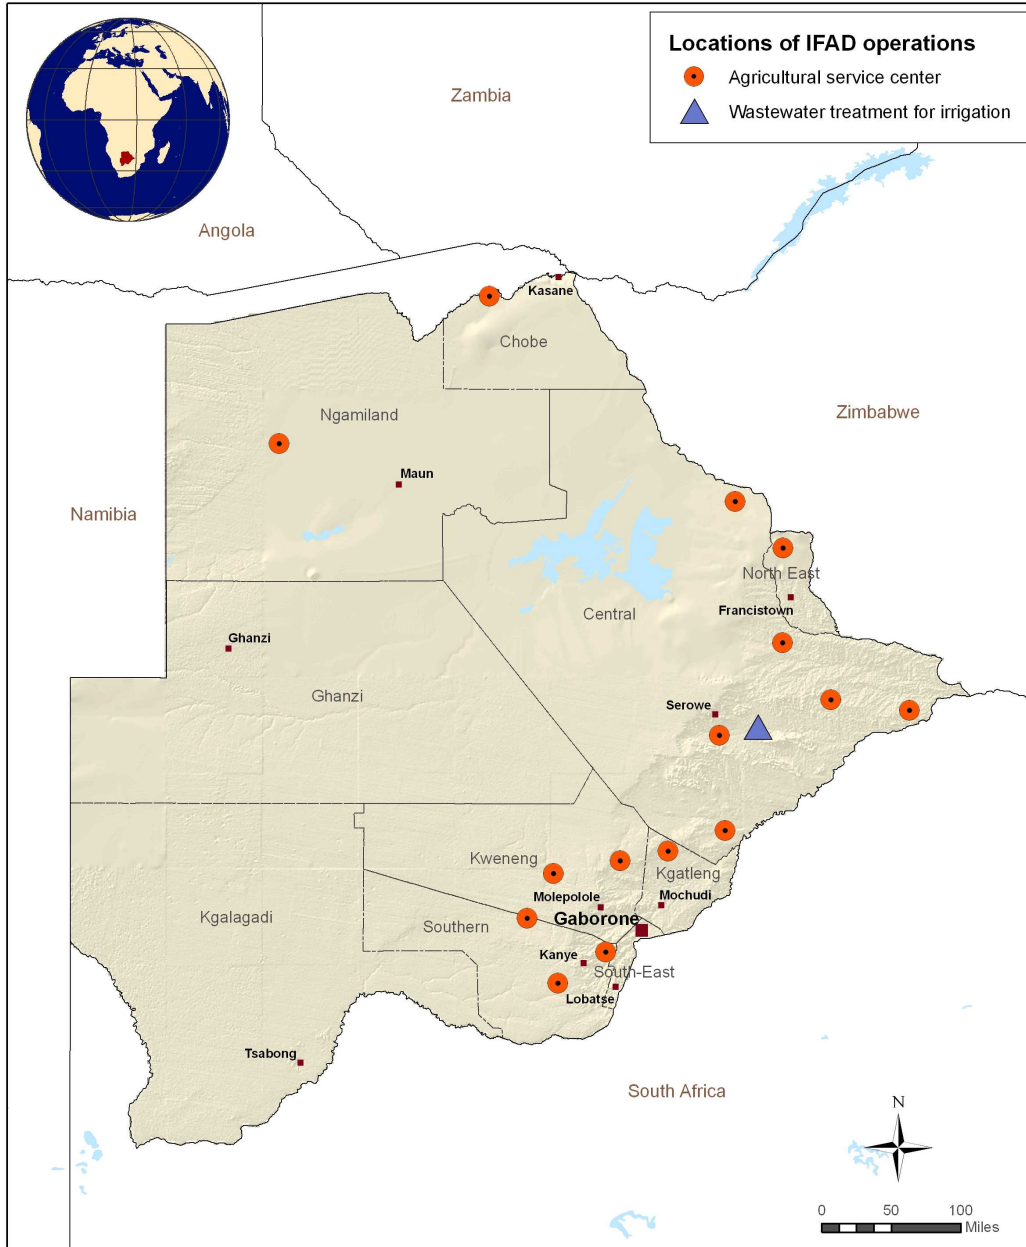 Locations of IFAD operations
Agricultural service center
Wastewater treatment for irrigation
Zambia
Angola
Kasane
Chobe
Ngamiland
Zimbabwe
Maun
Namibia
North East
Francistown
Central
Ghanzi
Ghanzi
Serowe
Kweneng
Kgatleng
Molepolole
Mochudi
Kgalagadi
Southern
Gaborone
Kanye
South-East
Lobatse
Tsabong
South Africa
N
0 50 100
Miles